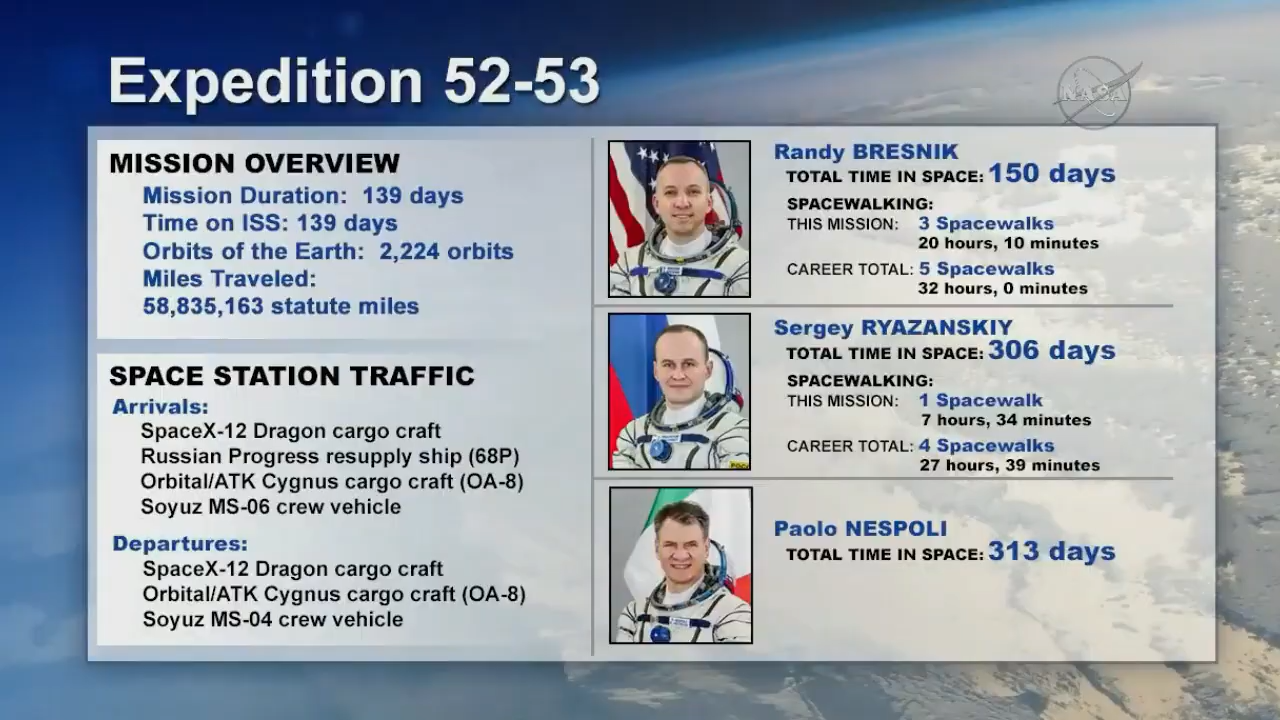 Expedition 52-53
NASA
MISSION OVERVIEW
Mission Duration: 139 days
Time on ISS: 139 days
Orbits of the Earth: 2,224 orbits
Miles Traveled:
58,835,163 statute miles
SPACE STATION TRAFFIC
Arrivals:
SpaceX-12 Dragon cargo craft
Russian Progress resupply ship (68P)
Orbital/ATK Cygnus cargo craft (OA-8)
Soyuz MS-06 crew vehicle
Departures:
SpaceX-12 Dragon cargo craft
Orbital/ATK Cygnus cargo craft (OA-8)
Soyuz MS-04 crew vehicle
Randy BRESNIK
TOTAL TIME IN SPACE: 150 days
SPACEWALKING:
THIS MISSION: 3 Spacewalks
20 hours, 10 minutes
CAREER TOTAL: 5 Spacewalks
32 hours, 0 minutes
Sergey RYAZANSKIY
TOTAL TIME IN SPACE: 306 days
SPACEWALKING:
THIS MISSION: 1 Spacewalk
7 hours, 34 minutes
CAREER TOTAL: 4 Spacewalks
27 hours, 39 minutes
Paolo NESPOLI
TOTAL TIME IN SPACE: 313 days